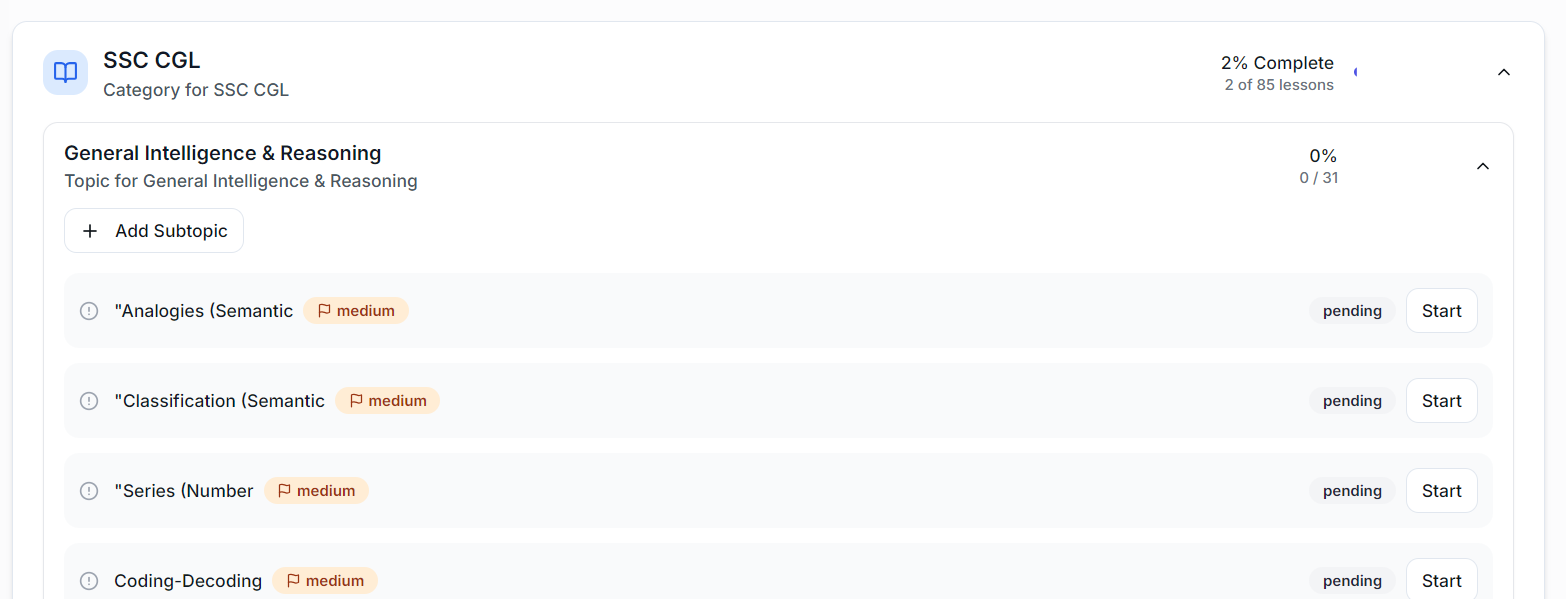 SSC CGL
Category for SSC CGL
2% Complete
2 of 85 lessons
General Intelligence & Reasoning
Topic for General Intelligence & Reasoning
0%
0 / 31
+ Add Subtopic
"Analogies (Semantic medium pending Start
"Classification (Semantic medium pending Start
"Series (Number medium pending Start
Coding-Decoding medium pending Start